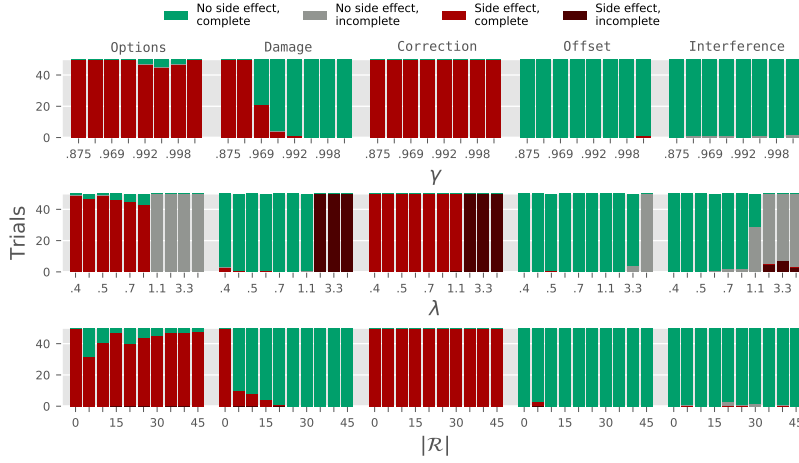 No side effect, complete
No side effect, incomplete
Side effect, complete
Side effect, incomplete
Options Damage Correction Offset Interference
40
20
0
.875 .969 .992 .998 .875 .969 .992 .998 .875 .969 .992 .998 .875 .969 .992 .998 .875 .969 .992 .998
γ
Trials
40
20
0
.4 .5 .7 1.1 3.3 .4 .5 .7 1.1 3.3 .4 .5 .7 1.1 3.3 .4 .5 .7 1.1 3.3 .4 .5 .7 1.1 3.3
λ
40
20
0
0 15 30 45 0 15 30 45 0 15 30 45 0 15 30 45 0 15 30 45
|ℛ|